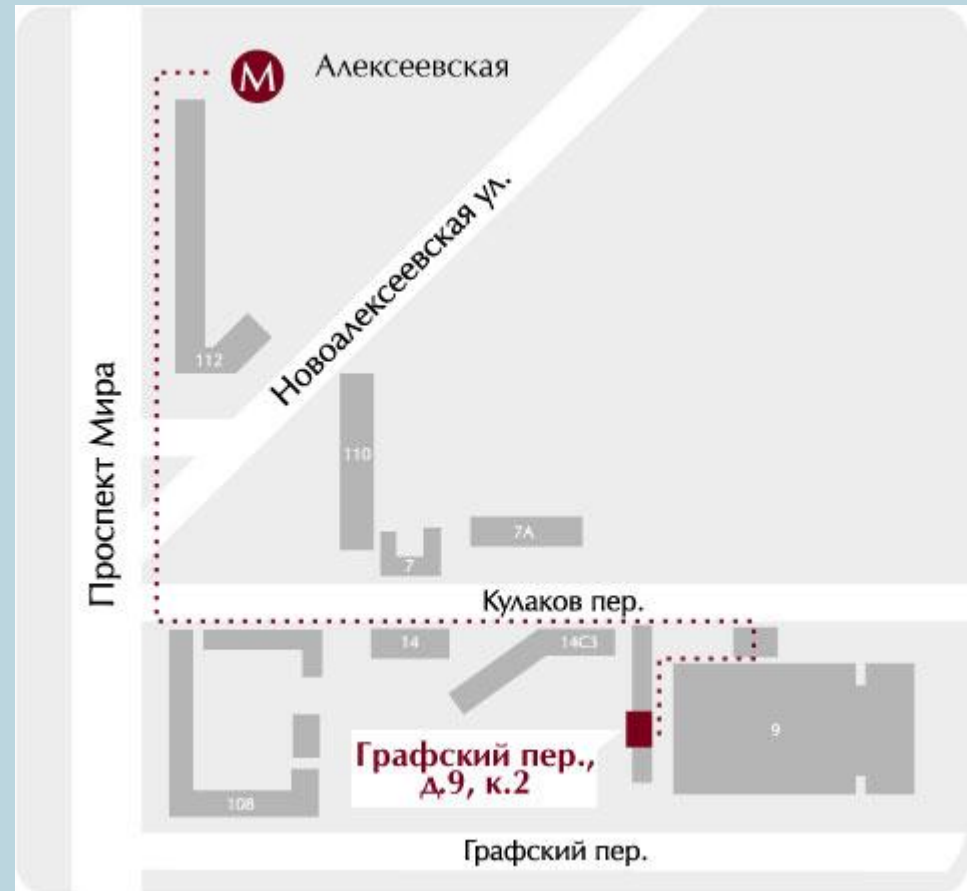 М
Алексеевская
Новоалексеевская ул.
Проспект Мира
112
110
7А
7
Кулаков пер.
14
14С3
9
Графский пер.,
д.9, к.2
108
Графский пер.